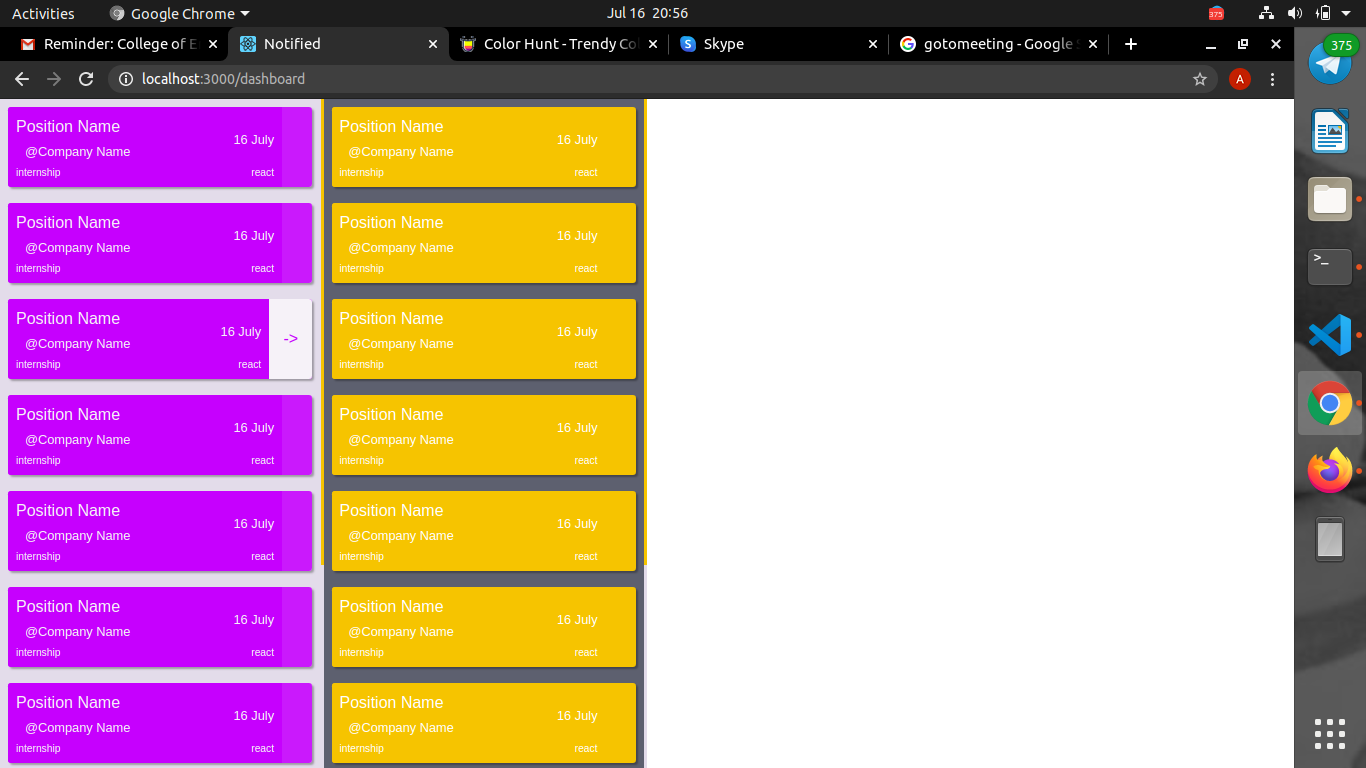 Activities
Google Chrome
Jul 16 20:56
375
Reminder: College of E
Notified
Color Hunt - Trendy Co
Skype
gotomeeting - Google S
localhost:3000/dashboard
A
375
Position Name
16 July
@Company Name
internship
react
Position Name
16 July
@Company Name
internship
react
Position Name
16 July
@Company Name
internship
react
Position Name
16 July
@Company Name
internship
react
Position Name
16 July
->
@Company Name
internship
react
Position Name
16 July
@Company Name
internship
react
Position Name
16 July
@Company Name
internship
react
Position Name
16 July
@Company Name
internship
react
Position Name
16 July
@Company Name
internship
react
Position Name
16 July
@Company Name
internship
react
Position Name
16 July
@Company Name
internship
react
Position Name
16 July
@Company Name
internship
react
Position Name
16 July
@Company Name
internship
react
Position Name
16 July
@Company Name
internship
react
>_